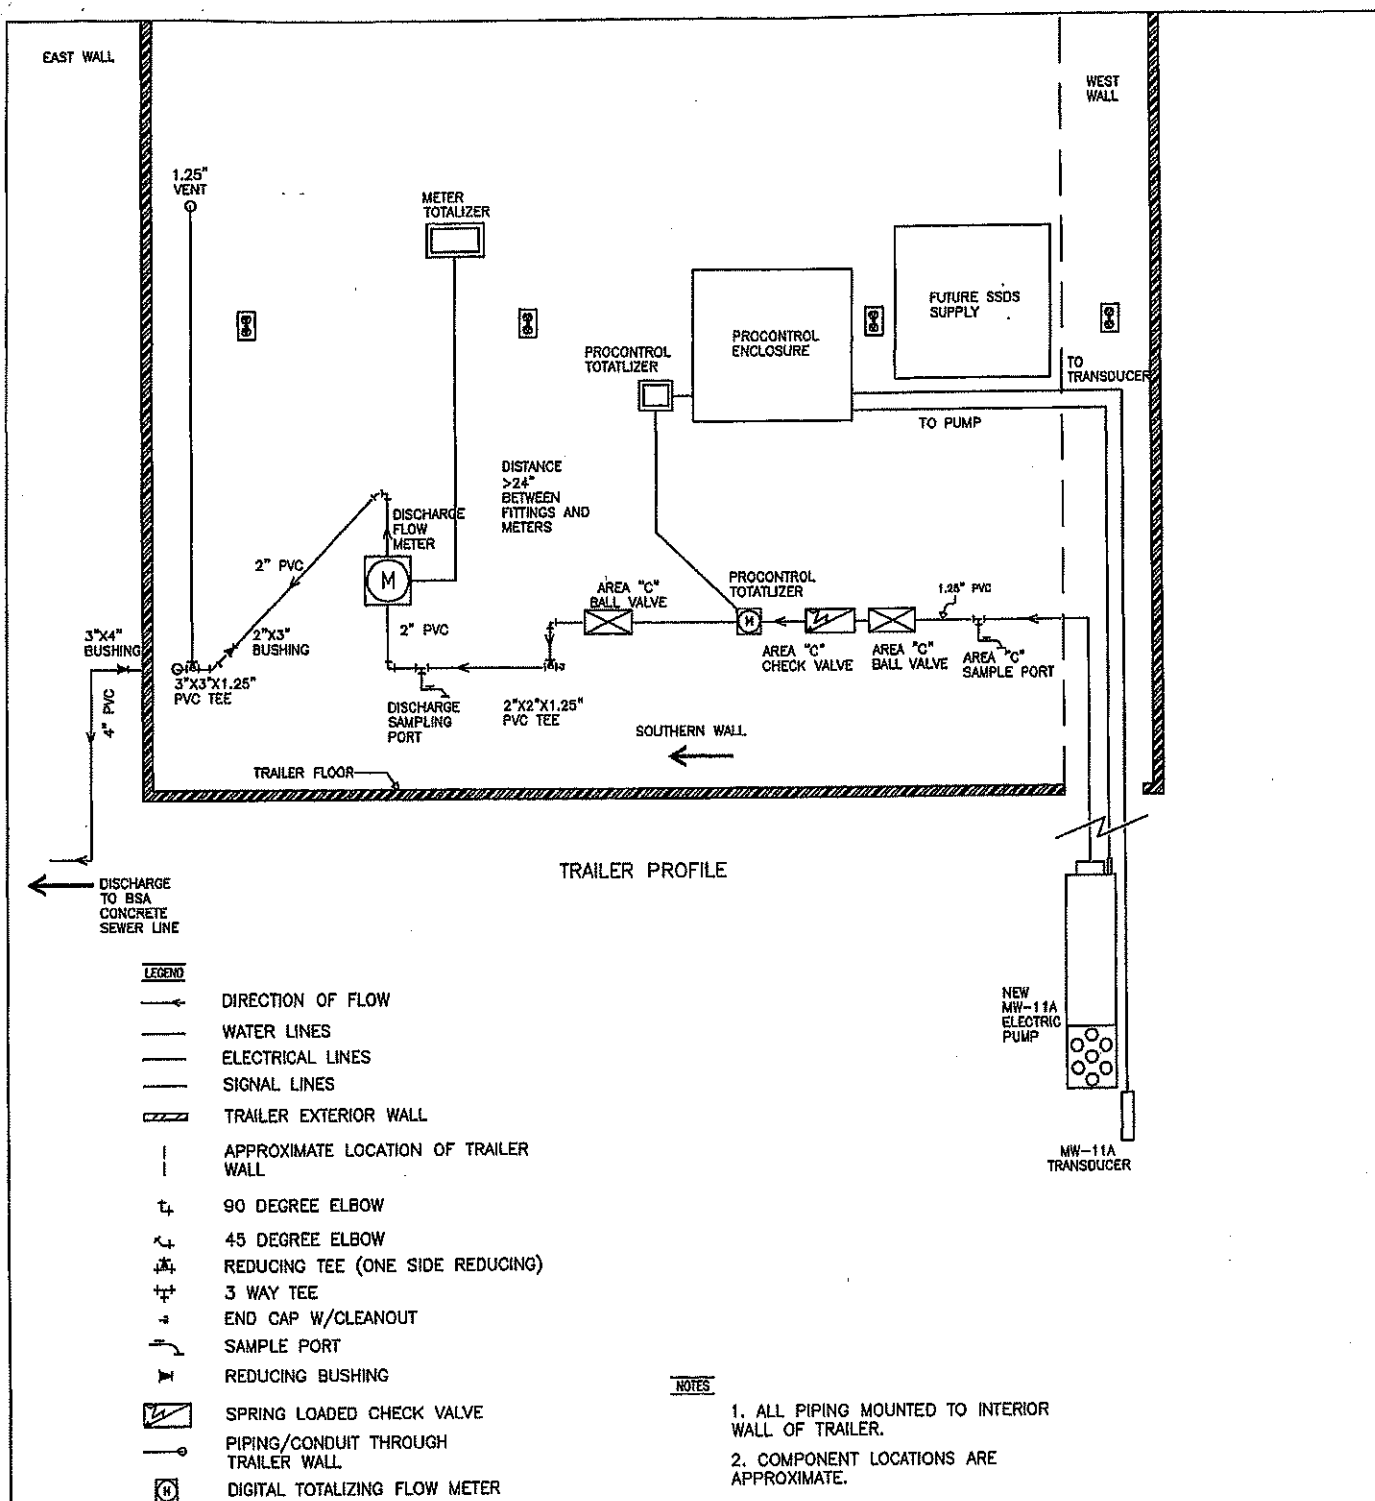 EAST WALL
WEST
WALL
1.25"
VENT
METER
TOTALIZER
FUTURE SSDS
SUPPLY
PROCONTROL
ENCLOSURE
PROCONTROL
TOTATLIZER
TO
TRANSDUCER
TO PUMP
DISTANCE
>24"
BETWEEN
FITTINGS AND
METERS
DISCHARGE
FLOW
METER
2" PVC
M
AREA "C"
BALL VALVE
PROCONTROL
TOTATLIZER
1.25" PVC
3"X4"
BUSHING
2"X3"
BUSHING
2" PVC
M
AREA "C"
CHECK VALVE
AREA "C"
BALL VALVE
AREA "C"
SAMPLE PORT
3"X3"X1.25"
PVC TEE
4" PVC
DISCHARGE
SAMPLING
PORT
2"X2"X1.25"
PVC TEE
SOUTHERN WALL
TRAILER FLOOR
TRAILER PROFILE
DISCHARGE
TO BSA
CONCRETE
SEWER LINE
NEW
MW-11A
ELECTRIC
PUMP
MW-11A
TRANSDUCER
LEGEND
DIRECTION OF FLOW
WATER LINES
ELECTRICAL LINES
SIGNAL LINES
TRAILER EXTERIOR WALL
APPROXIMATE LOCATION OF TRAILER
WALL
90 DEGREE ELBOW
45 DEGREE ELBOW
REDUCING TEE (ONE SIDE REDUCING)
3 WAY TEE
END CAP W/CLEANOUT
SAMPLE PORT
REDUCING BUSHING
SPRING LOADED CHECK VALVE
PIPING/CONDUIT THROUGH
TRAILER WALL
M
DIGITAL TOTALIZING FLOW METER
NOTES
1. ALL PIPING MOUNTED TO INTERIOR
WALL OF TRAILER.
2. COMPONENT LOCATIONS ARE
APPROXIMATE.